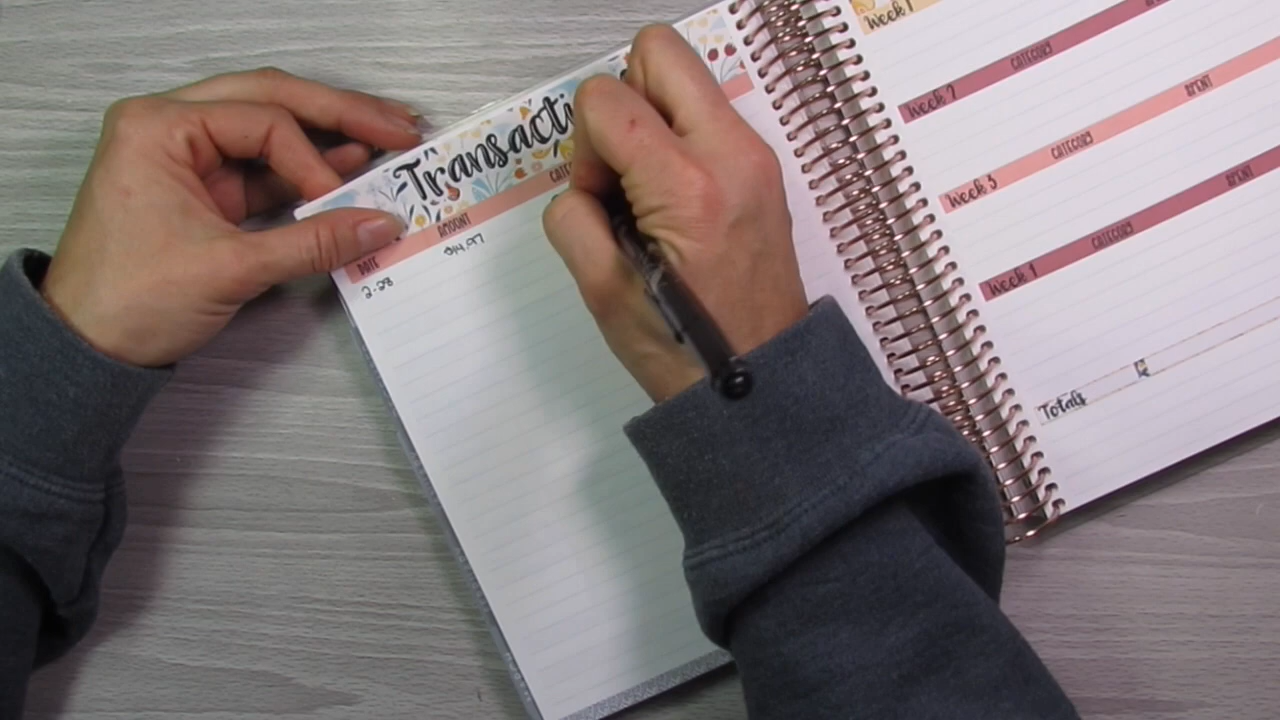 Transacti
DATE AMOUNT CATE
2-28 $14.97
Week 1
Week 2 CATEGORY
Week 3 CATEGORY SPENT
Week 4 CATEGORY SPENT
Totals